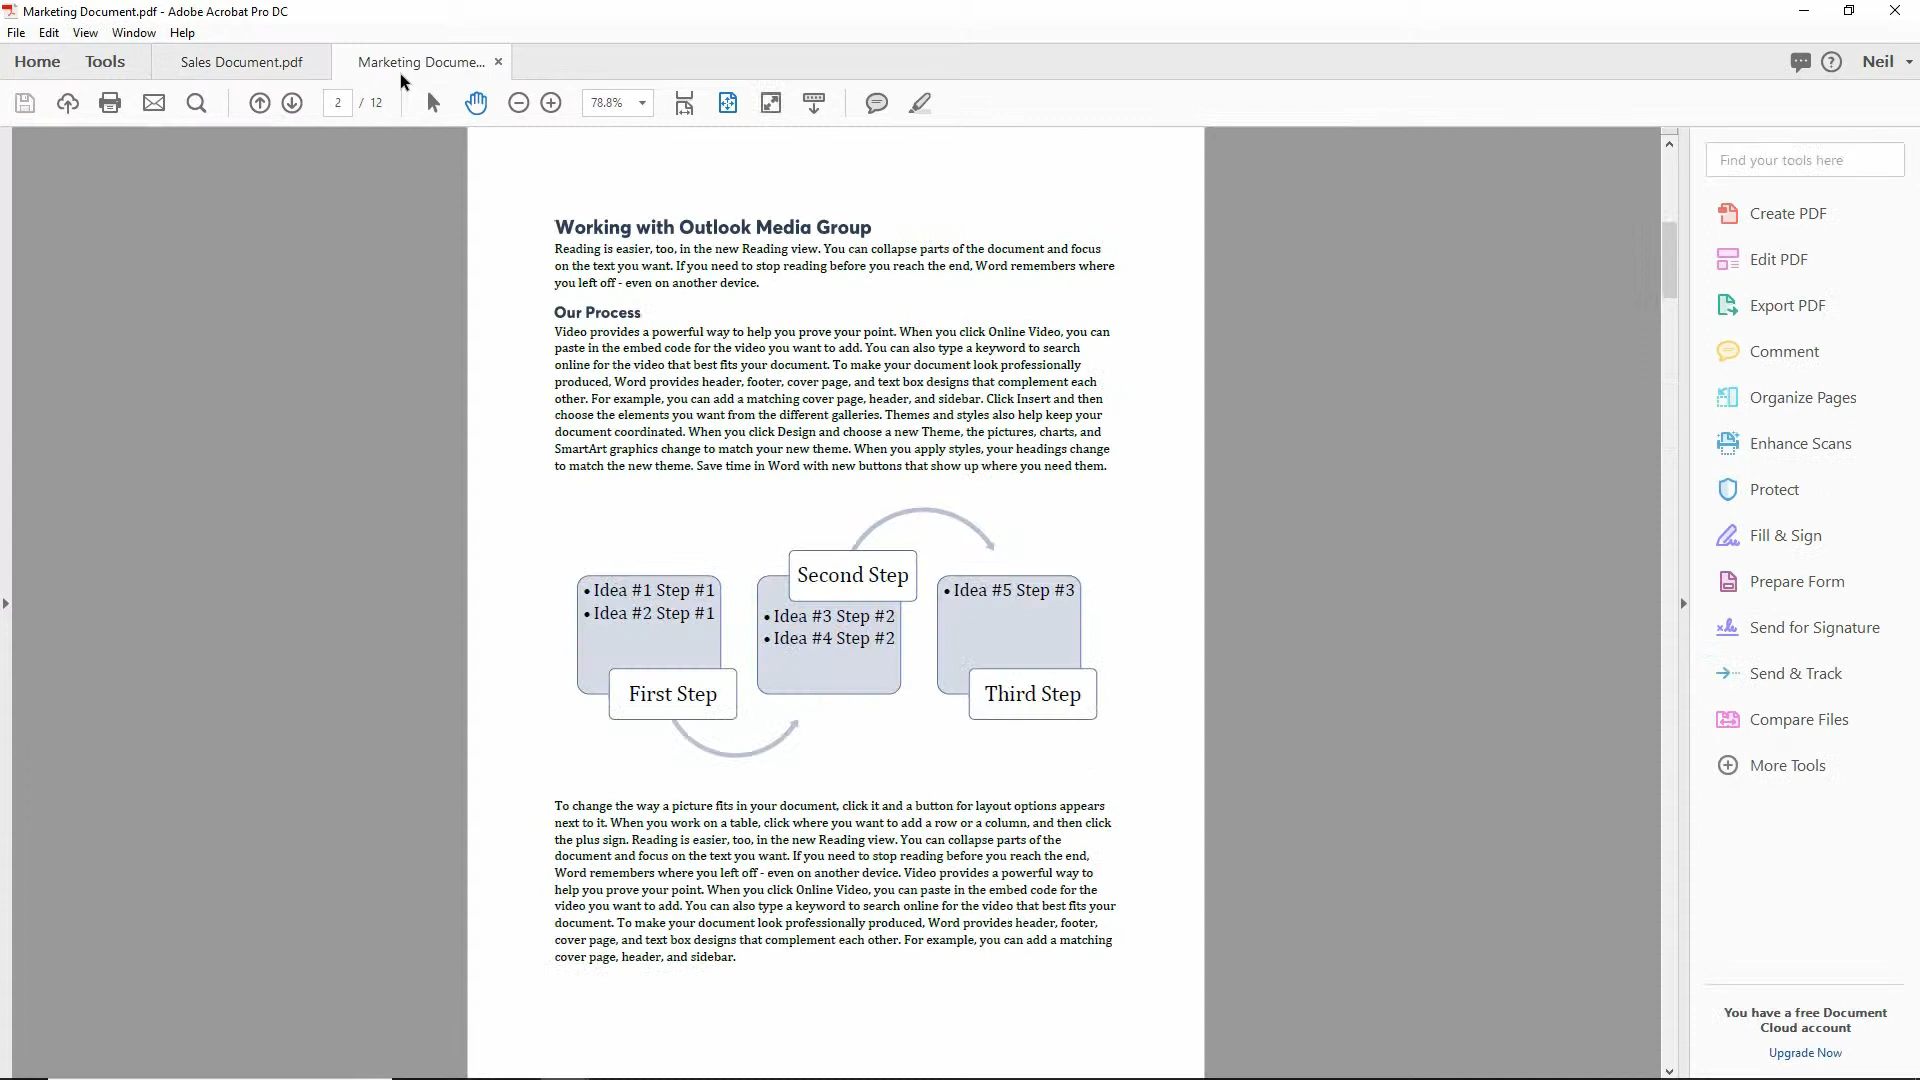 Marketing Document.pdf - Adobe Acrobat Pro DC
File Edit View Window Help
Home Tools Sales Document.pdf Marketing Docume... ×
Neil
2 / 12 78.8%
Find your tools here
Working with Outlook Media Group
Reading is easier, too, in the new Reading view. You can collapse parts of the document and focus
on the text you want. If you need to stop reading before you reach the end, Word remembers where
you left off - even on another device.
Our Process
Video provides a powerful way to help you prove your point. When you click Online Video, you can
paste in the embed code for the video you want to add. You can also type a keyword to search
online for the video that best fits your document. To make your document look professionally
produced, Word provides header, footer, cover page, and text box designs that complement each
other. For example, you can add a matching cover page, header, and sidebar. Click Insert and then
choose the elements you want from the different galleries. Themes and styles also help keep your
document coordinated. When you click Design and choose a new Theme, the pictures, charts, and
SmartArt graphics change to match your new theme. When you apply styles, your headings change
to match the new theme. Save time in Word with new buttons that show up where you need them.
• Idea #1 Step #1
• Idea #2 Step #1
First Step
Second Step
• Idea #3 Step #2
• Idea #4 Step #2
• Idea #5 Step #3
Third Step
To change the way a picture fits in your document, click it and a button for layout options appears
next to it. When you work on a table, click where you want to add a row or a column, and then click
the plus sign. Reading is easier, too, in the new Reading view. You can collapse parts of the
document and focus on the text you want. If you need to stop reading before you reach the end,
Word remembers where you left off - even on another device. Video provides a powerful way to
help you prove your point. When you click Online Video, you can paste in the embed code for the
video you want to add. You can also type a keyword to search online for the video that best fits your
document. To make your document look professionally produced, Word provides header, footer,
cover page, and text box designs that complement each other. For example, you can add a matching
cover page, header, and sidebar.
Create PDF
Edit PDF
Export PDF
Comment
Organize Pages
Enhance Scans
Protect
Fill & Sign
Prepare Form
Send for Signature
Send & Track
Compare Files
More Tools
You have a free Document
Cloud account
Upgrade Now